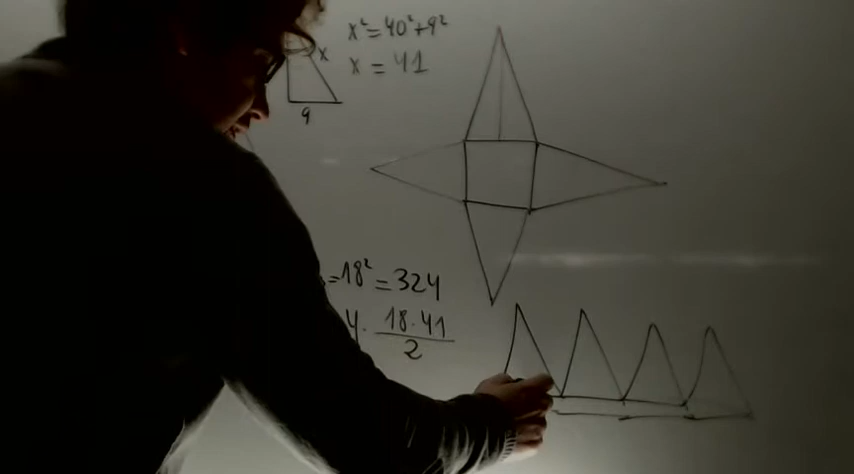 x² = 40² + 9²
x
x = 41
9
= 18² = 324
4 · 18 · 41
2